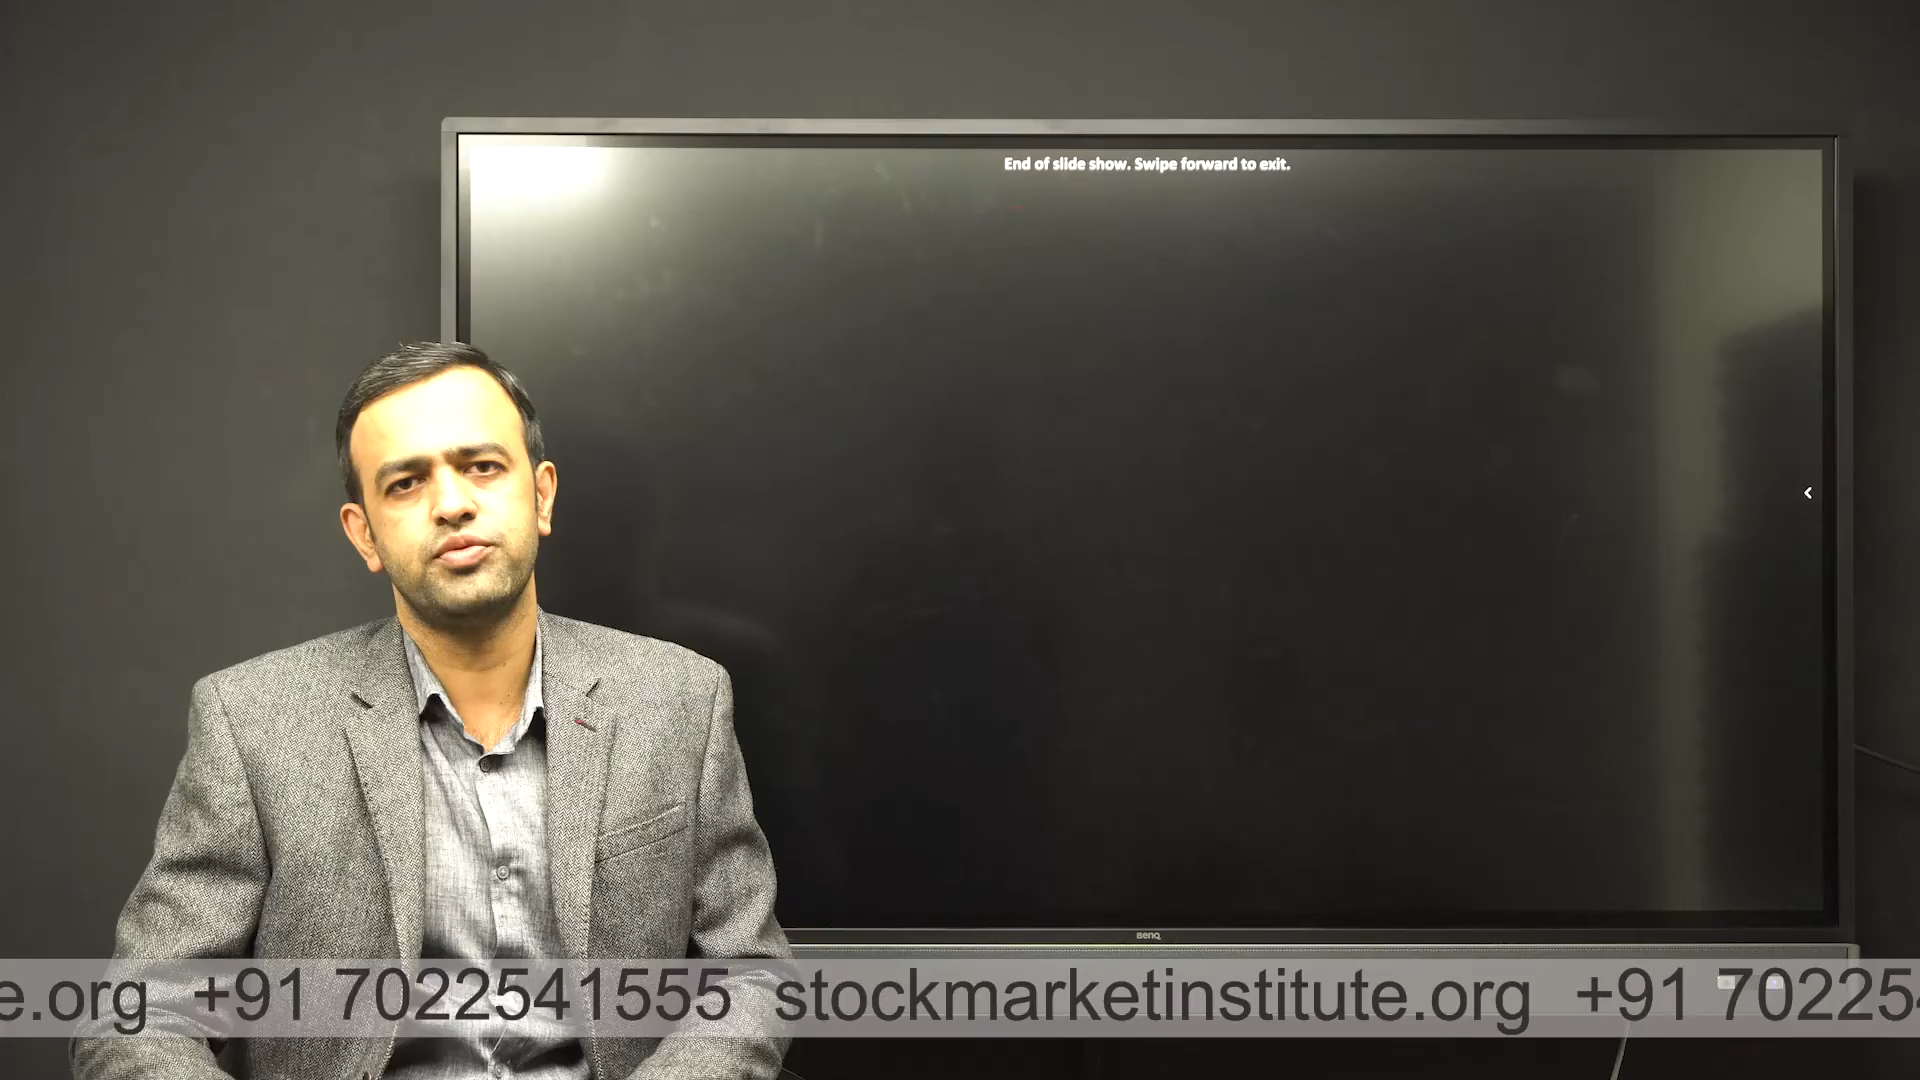 End of slide show. Swipe forward to exit.
BenQ
e.org +91 7022541555 stockmarketinstitute.org +91 70225